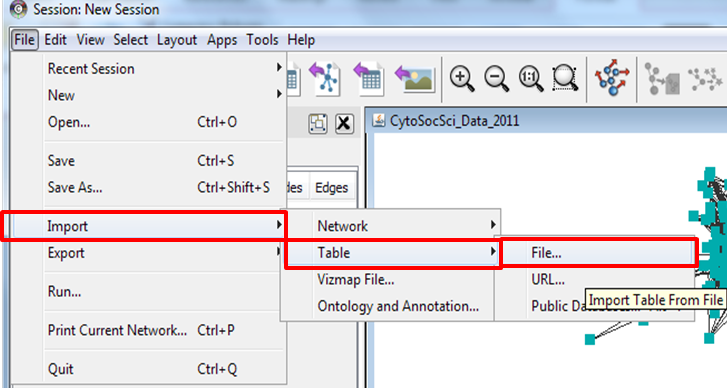 Session: New Session
File Edit View Select Layout Apps Tools Help
Recent Session
New
Open... Ctrl+O
CytoSocSci_Data_2011
Save Ctrl+S
Save As... Ctrl+Shift+S
des Edges
Import
Network
Export
Table
File...
Vizmap File...
URL...
Run...
Import Table From File
Ontology and Annotation...
Public
Print Current Network... Ctrl+P
Quit Ctrl+Q
1:1